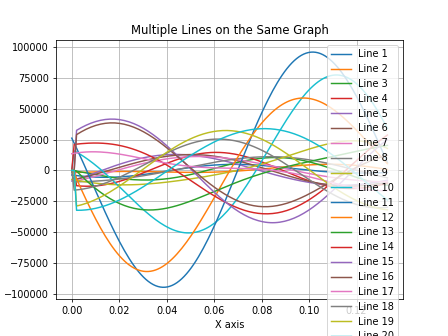 Multiple Lines on the Same Graph
100000
75000
50000
25000
0
−25000
−50000
−75000
−100000
0.00
0.02
0.04
0.06
0.08
0.10
X axis
Line 1
Line 2
Line 3
Line 4
Line 5
Line 6
Line 7
Line 8
Line 9
Line 10
Line 11
Line 12
Line 13
Line 14
Line 15
Line 16
Line 17
Line 18
Line 19
Line 20